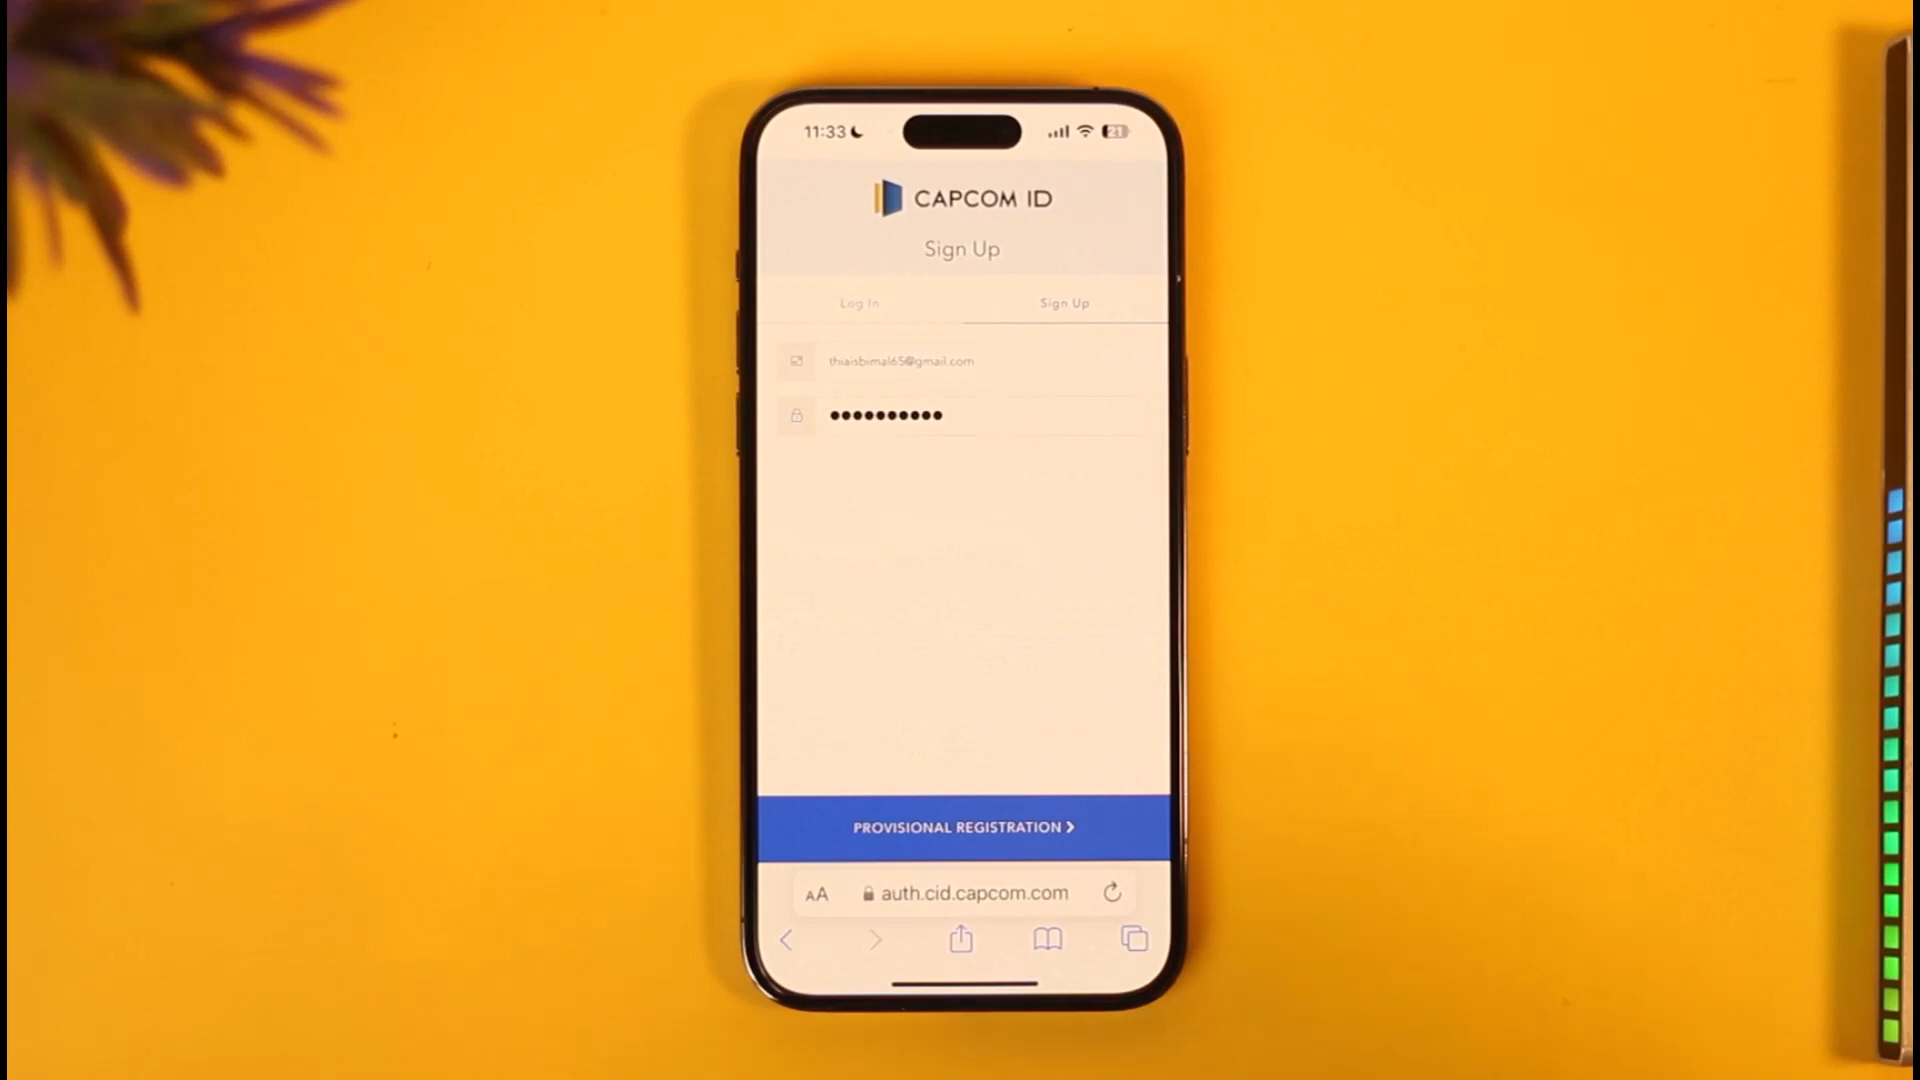 11:33
21
CAPCOM ID
Sign Up
Log In
Sign Up
thiaisbimal65@gmail.com
PROVISIONAL REGISTRATION
AA
auth.cid.capcom.com